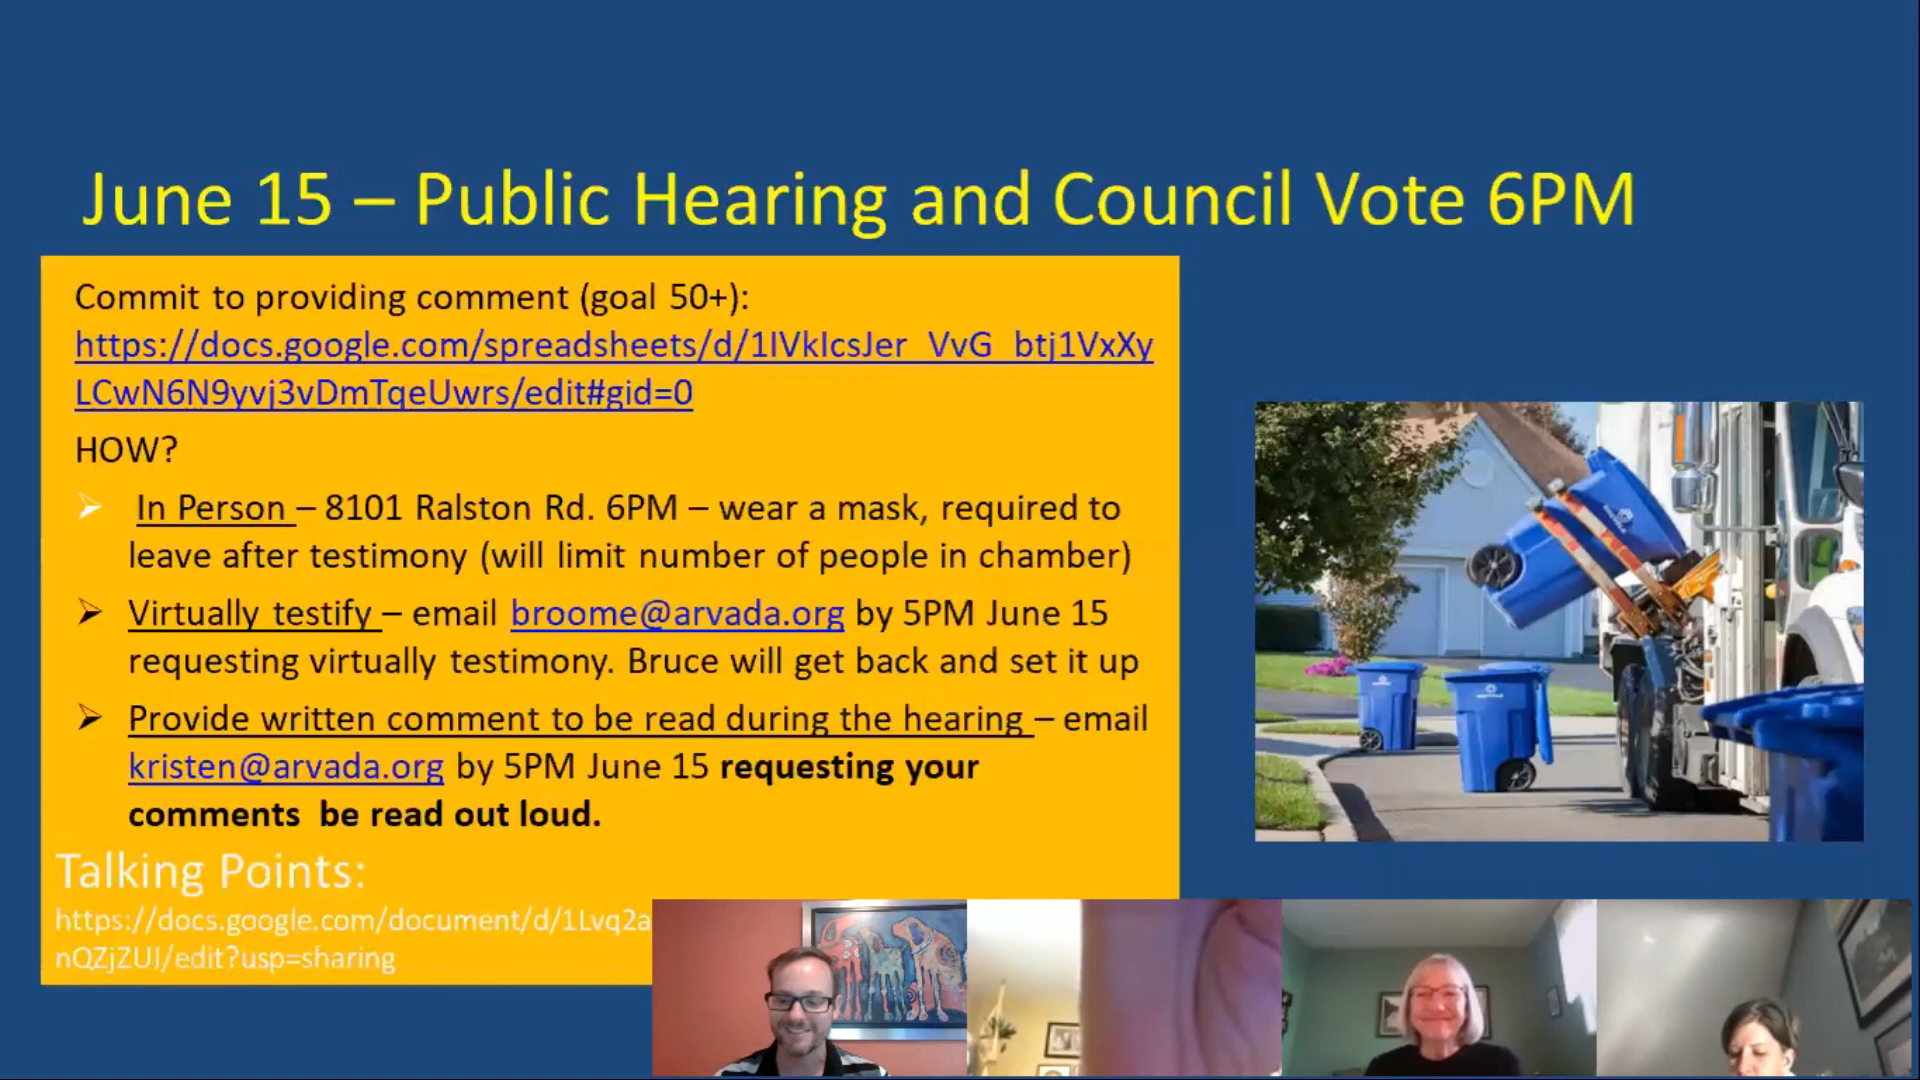 June 15 – Public Hearing and Council Vote 6PM
Commit to providing comment (goal 50+):
https://docs.google.com/spreadsheets/d/1IVkIcsJer_VvG_btj1VxXy
LCwN6N9yvj3vDmTqeUwrs/edit#gid=0
HOW?
In Person – 8101 Ralston Rd. 6PM – wear a mask, required to
leave after testimony (will limit number of people in chamber)
Virtually testify – email broome@arvada.org by 5PM June 15
requesting virtually testimony. Bruce will get back and set it up
Provide written comment to be read during the hearing – email
kristen@arvada.org by 5PM June 15 requesting your
comments be read out loud.
Talking Points:
https://docs.google.com/document/d/1Lvq2a
nQZjZUI/edit?usp=sharing